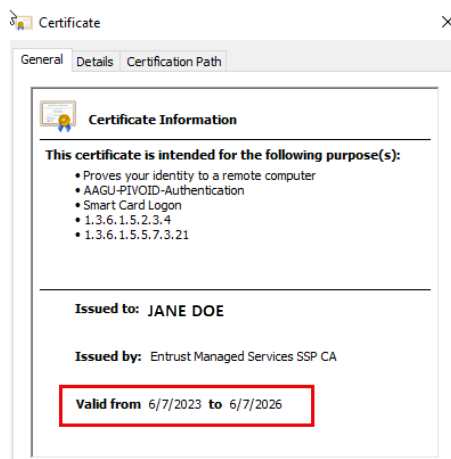 Certificate
General Details Certification Path
Certificate Information
This certificate is intended for the following purpose(s):
• Proves your identity to a remote computer
• AAGU-PIVOID-Authentication
• Smart Card Logon
• 1.3.6.1.5.2.3.4
• 1.3.6.1.5.5.7.3.21
Issued to: JANE DOE
Issued by: Entrust Managed Services SSP CA
Valid from 6/7/2023 to 6/7/2026